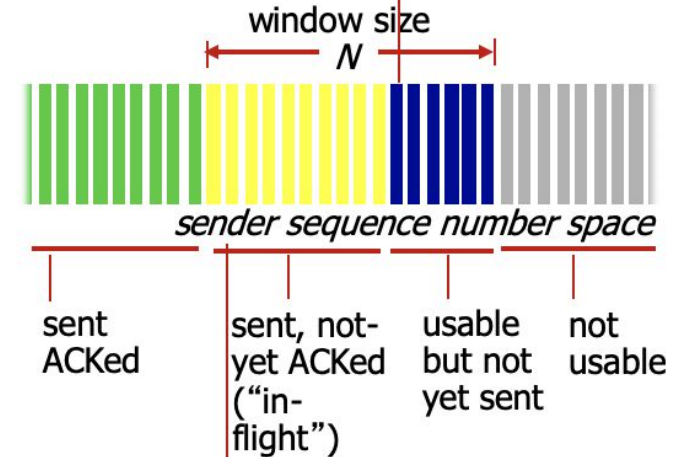 window size
N
sender sequence number space
sent
ACKed
sent, not-
yet ACKed
(“in-
flight”)
usable
but not
yet sent
not
usable